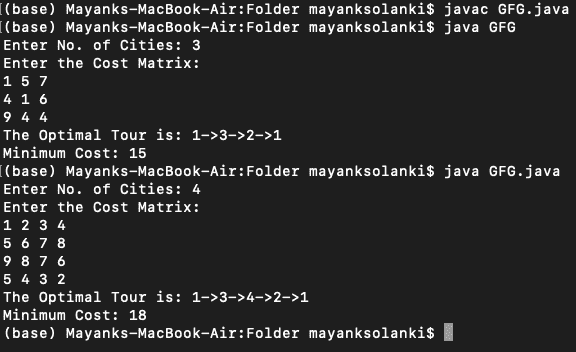 (base) Mayanks-MacBook-Air:Folder mayanksolanki$ javac GFG.java
(base) Mayanks-MacBook-Air:Folder mayanksolanki$ java GFG
Enter No. of Cities: 3
Enter the Cost Matrix:
1 5 7
4 1 6
9 4 4
The Optimal Tour is: 1->3->2->1
Minimum Cost: 15
(base) Mayanks-MacBook-Air:Folder mayanksolanki$ java GFG.java
Enter No. of Cities: 4
Enter the Cost Matrix:
1 2 3 4
5 6 7 8
9 8 7 6
5 4 3 2
The Optimal Tour is: 1->3->4->2->1
Minimum Cost: 18
(base) Mayanks-MacBook-Air:Folder mayanksolanki$